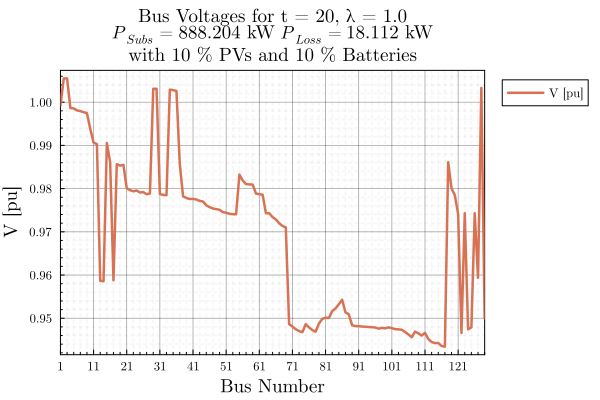 Bus Voltages for t = 20, λ = 1.0
P_Subs = 888.204 kW P_Loss = 18.112 kW
with 10 % PVs and 10 % Batteries
V [pu]
1.00
0.99
0.98
0.97
0.96
0.95
V [pu]
1 11 21 31 41 51 61 71 81 91 101 111 121
Bus Number